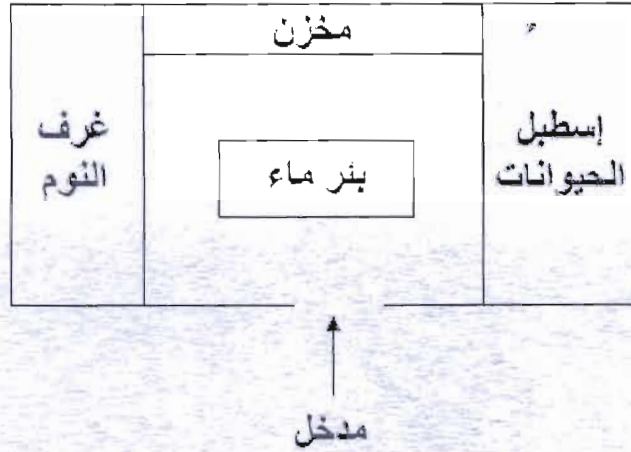 مخزن
إسطبل
الحيوانات
بئر ماء
غرف
النوم
مدخل